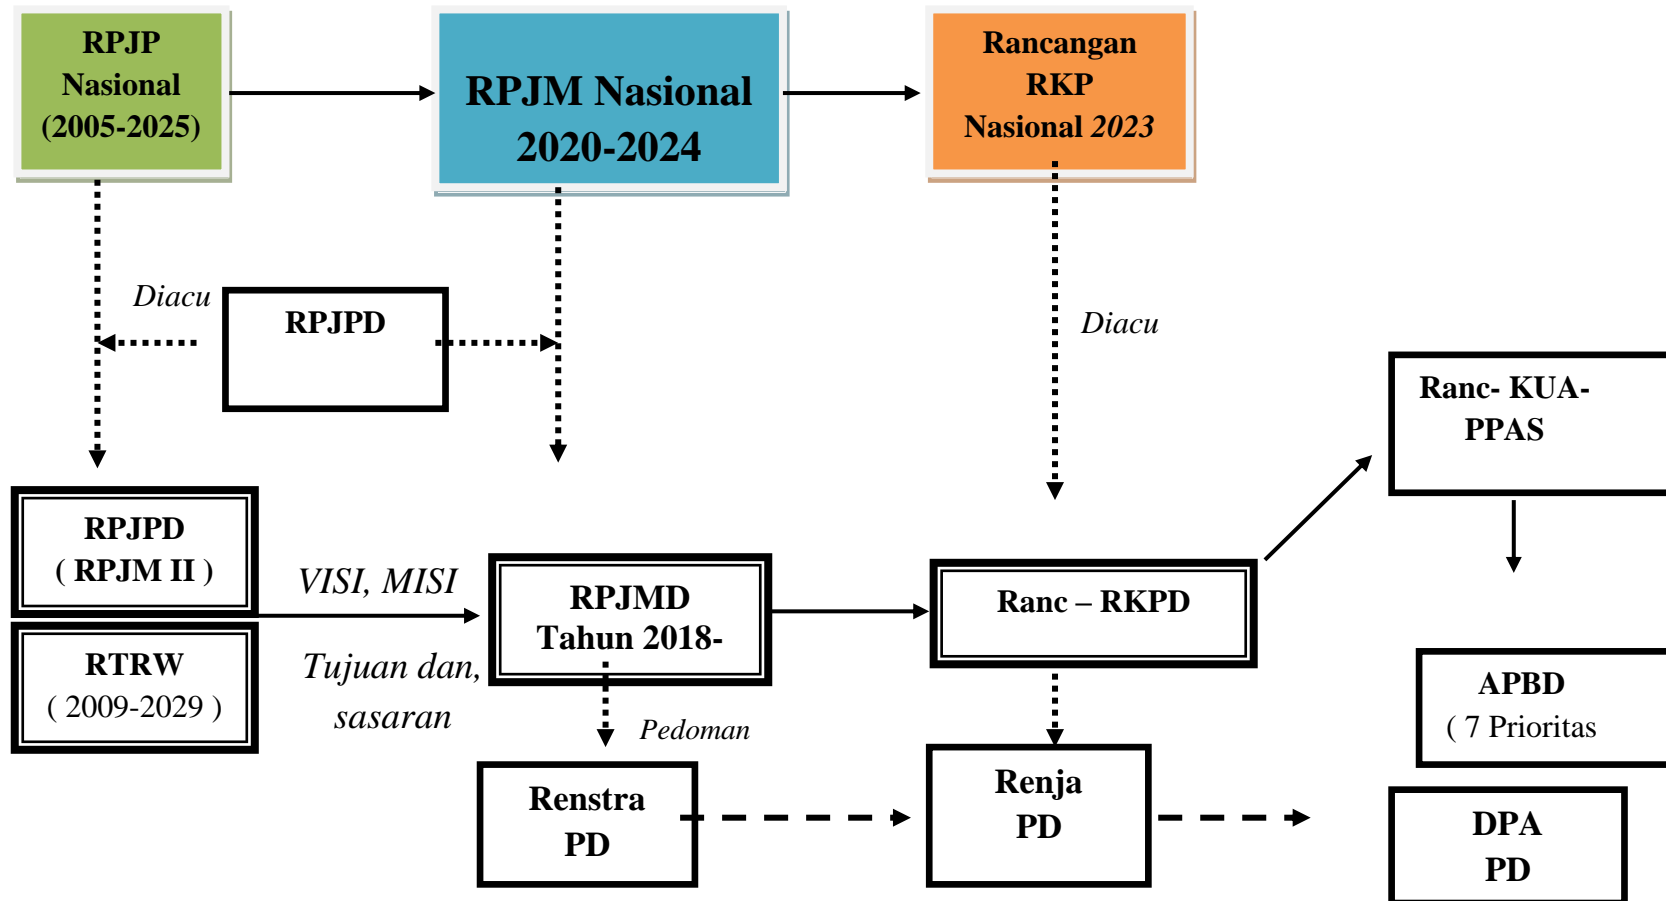 RPJP
Nasional
(2005-2025)
RPJM Nasional
2020-2024
Rancangan
RKP
Nasional 2023
Diacu
RPJPD
Diacu
Ranc- KUA-
PPAS
RPJPD
( RPJM II )
VISI, MISI
RPJMD
Tahun 2018-
Ranc – RKPD
RTRW
( 2009-2029 )
Tujuan dan,
sasaran
Pedoman
APBD
( 7 Prioritas
Renstra
PD
Renja
PD
DPA
PD